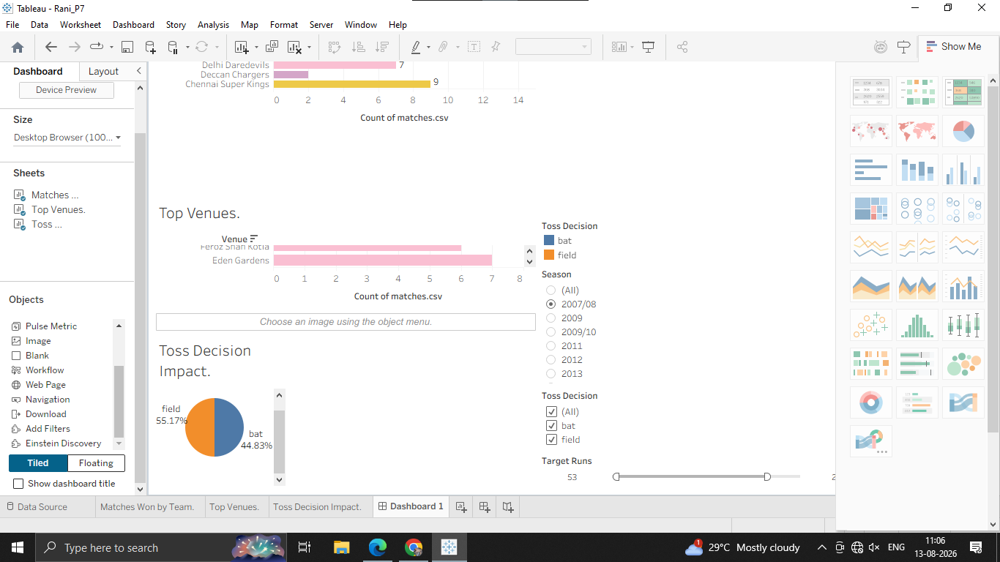 Tableau - Rani_P7
File Data Worksheet Dashboard Story Analysis Map Format Server Window Help
Show Me
Dashboard Layout
Device Preview
Size
Desktop Browser (100...
Sheets
Matches ...
Top Venues.
Toss ...
Objects
Pulse Metric
Image
Blank
Workflow
Web Page
Navigation
Download
Add Filters
Einstein Discovery
Tiled Floating
Show dashboard title
Delhi Daredevils 7
Deccan Chargers
Chennai Super Kings 9
0 2 4 6 8 10 12 14
Count of matches.csv
Top Venues.
Venue
Feroz Shah Kotla
Eden Gardens
0 1 2 3 4 5 6 7 8
Count of matches.csv
Choose an image using the object menu.
Toss Decision
Impact.
field
55.17%
bat
44.83%
Toss Decision
bat
field
Season
(All)
2007/08
2009
2009/10
2011
2012
2013
Toss Decision
(All)
bat
field
Target Runs
53
Data Source Matches Won by Team. Top Venues. Toss Decision Impact. Dashboard 1
Type here to search
1
29°C Mostly cloudy
ENG
11:06
13-08-2026